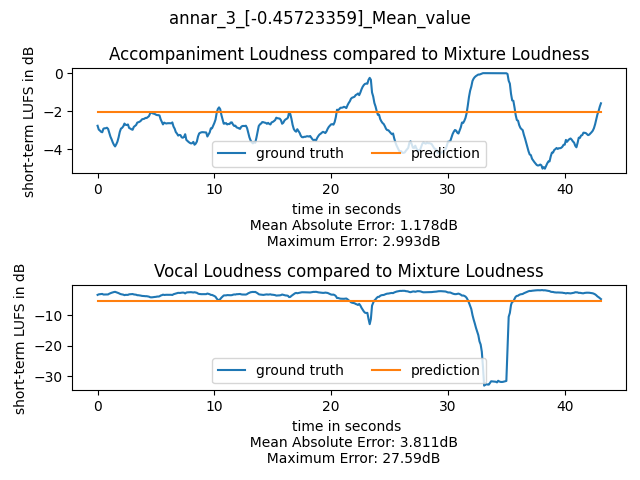 annar_3_[-0.45723359]_Mean_value
Accompaniment Loudness compared to Mixture Loudness
short-term LUFS in dB
0
−2
−4
ground truth
prediction
0
10
20
30
40
time in seconds
Mean Absolute Error: 1.178dB
Maximum Error: 2.993dB
Vocal Loudness compared to Mixture Loudness
short-term LUFS in dB
−10
−20
−30
ground truth
prediction
0
10
20
30
40
time in seconds
Mean Absolute Error: 3.811dB
Maximum Error: 27.59dB